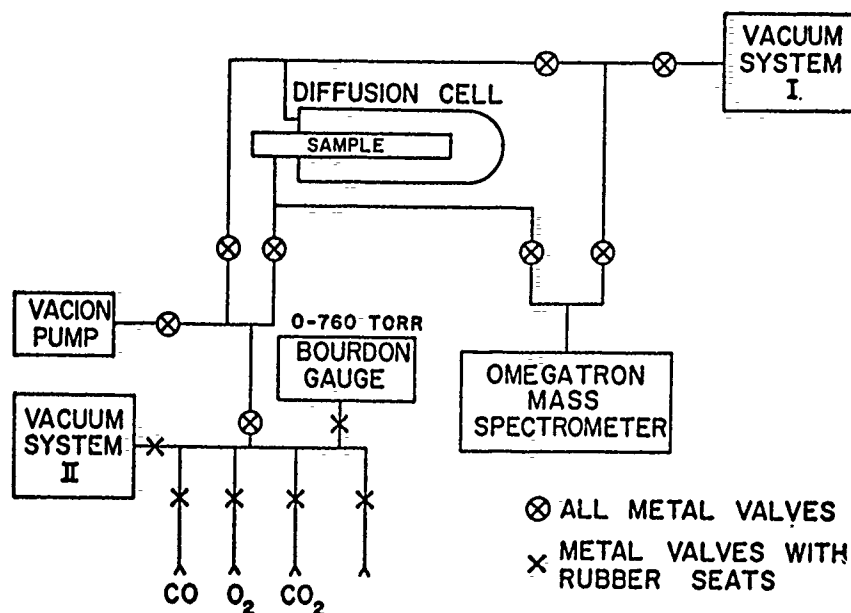 VACUUM
SYSTEM
I.
DIFFUSION CELL
SAMPLE
VACION
PUMP
0-760 TORR
BOURDON
GAUGE
OMEGATRON
MASS
SPECTROMETER
VACUUM
SYSTEM
II
ALL METAL VALVES
METAL VALVES WITH
RUBBER SEATS
CO O₂ CO₂